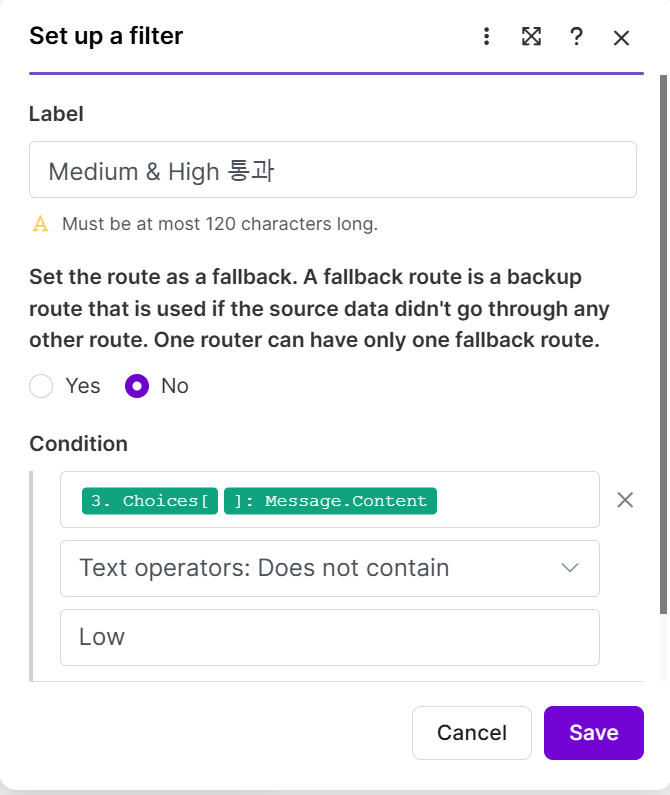 Set up a filter
Label
Medium & High 통과
Must be at most 120 characters long.
Set the route as a fallback. A fallback route is a backup
route that is used if the source data didn't go through any
other route. One router can have only one fallback route.
Yes No
Condition
3. Choices[ ]: Message.Content
Text operators: Does not contain
Low
Cancel Save